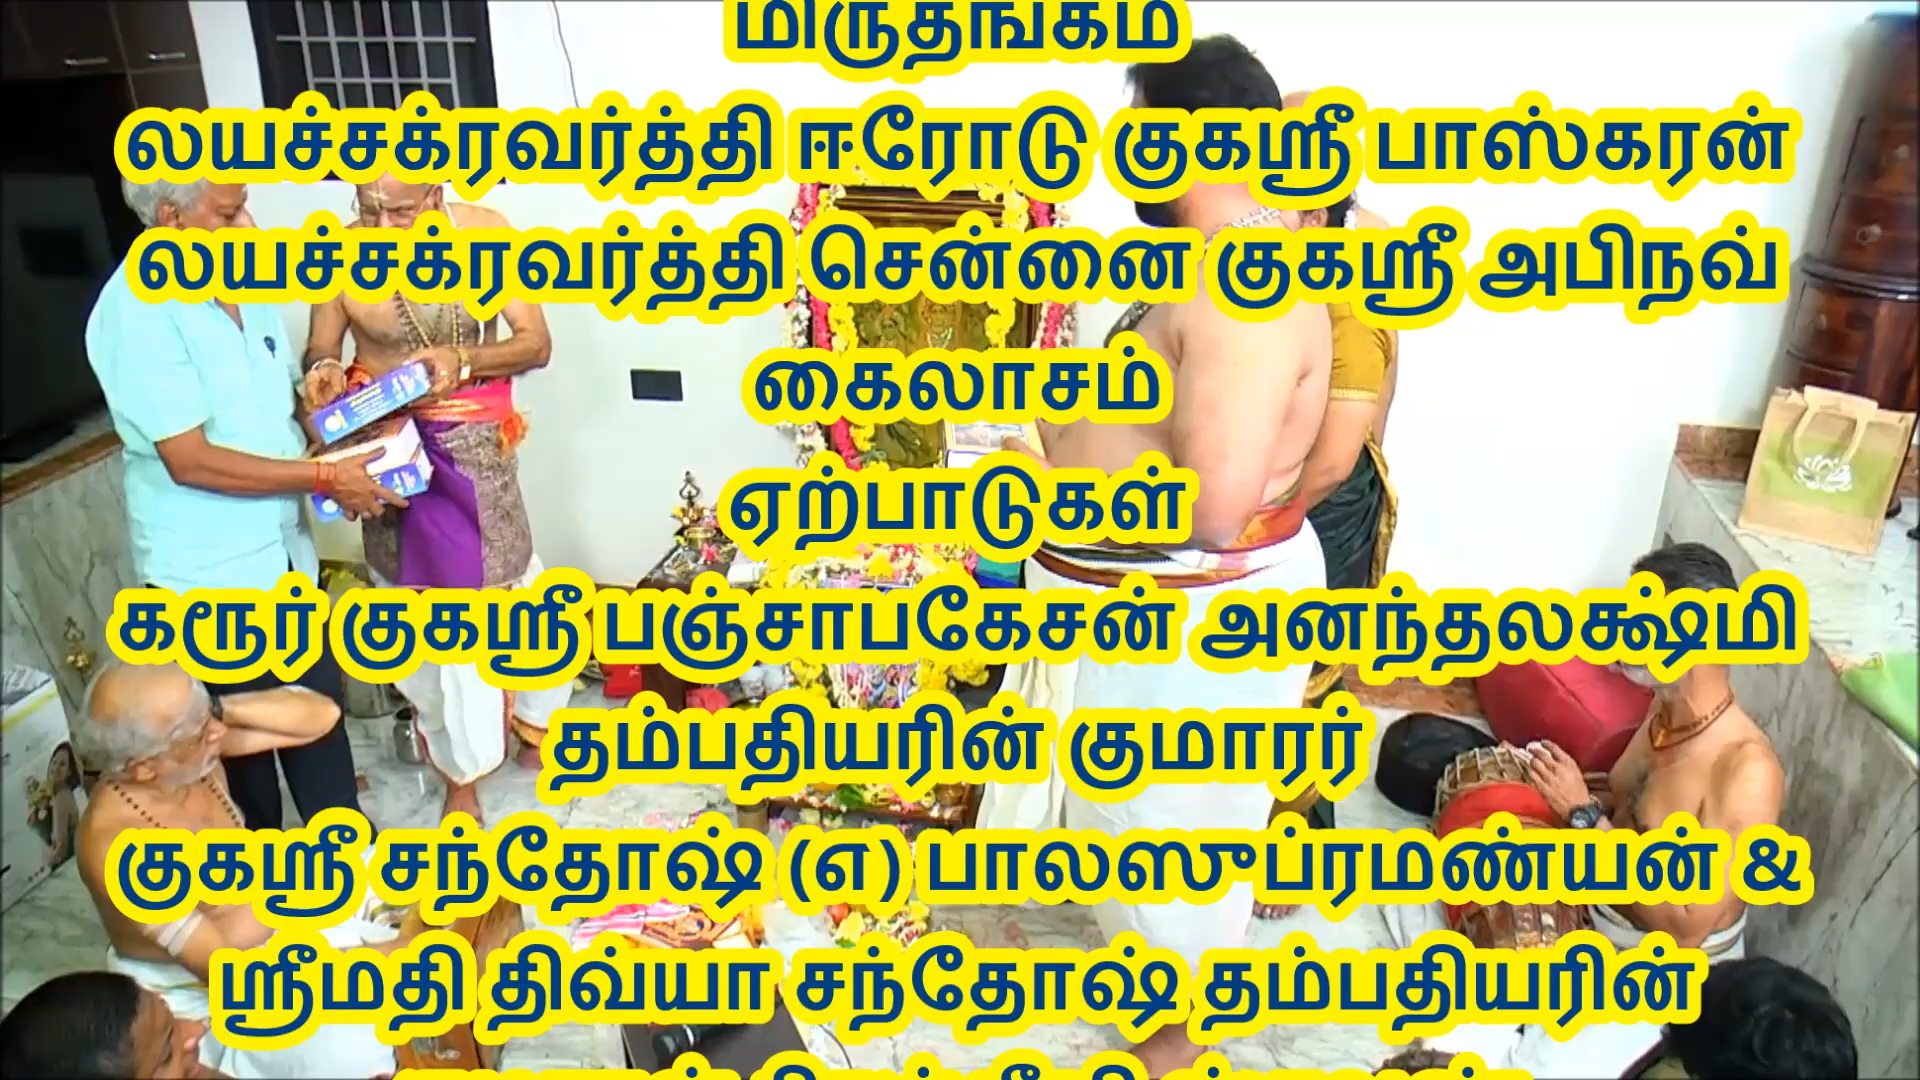 மிருதங்கம்
லயச்சக்ரவர்த்தி ஈரோடு குகஸ்ரீ பாஸ்கரன்
லயச்சக்ரவர்த்தி சென்னை குகஸ்ரீ அபிநவ்
கைலாசம்
ஏற்பாடுகள்
கரூர் குகஸ்ரீ பஞ்சாபகேசன் அனந்தலக்ஷ்மி
தம்பதியரின் குமாரர்
குகஸ்ரீ சந்தோஷ் (எ) பாலஸுப்ரமண்யன் &
ஸ்ரீமதி திவ்யா சந்தோஷ் தம்பதியரின்